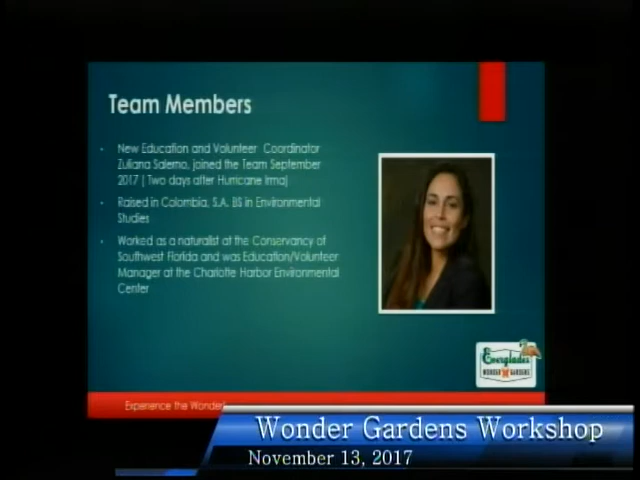 Team Members
New Education and Volunteer Coordinator
Zuliana Salerno, joined the Team September
2017 ( Two days after Hurricane Irma)
Raised in Colombia, S.A. BS in Environmental
Studies
Worked as a naturalist at the Conservancy of
Southwest Florida and was Education/Volunteer
Manager at the Charlotte Harbor Environmental
Center
Everglades
WONDER GARDENS
Experience the Wonder!
Wonder Gardens Workshop
November 13, 2017